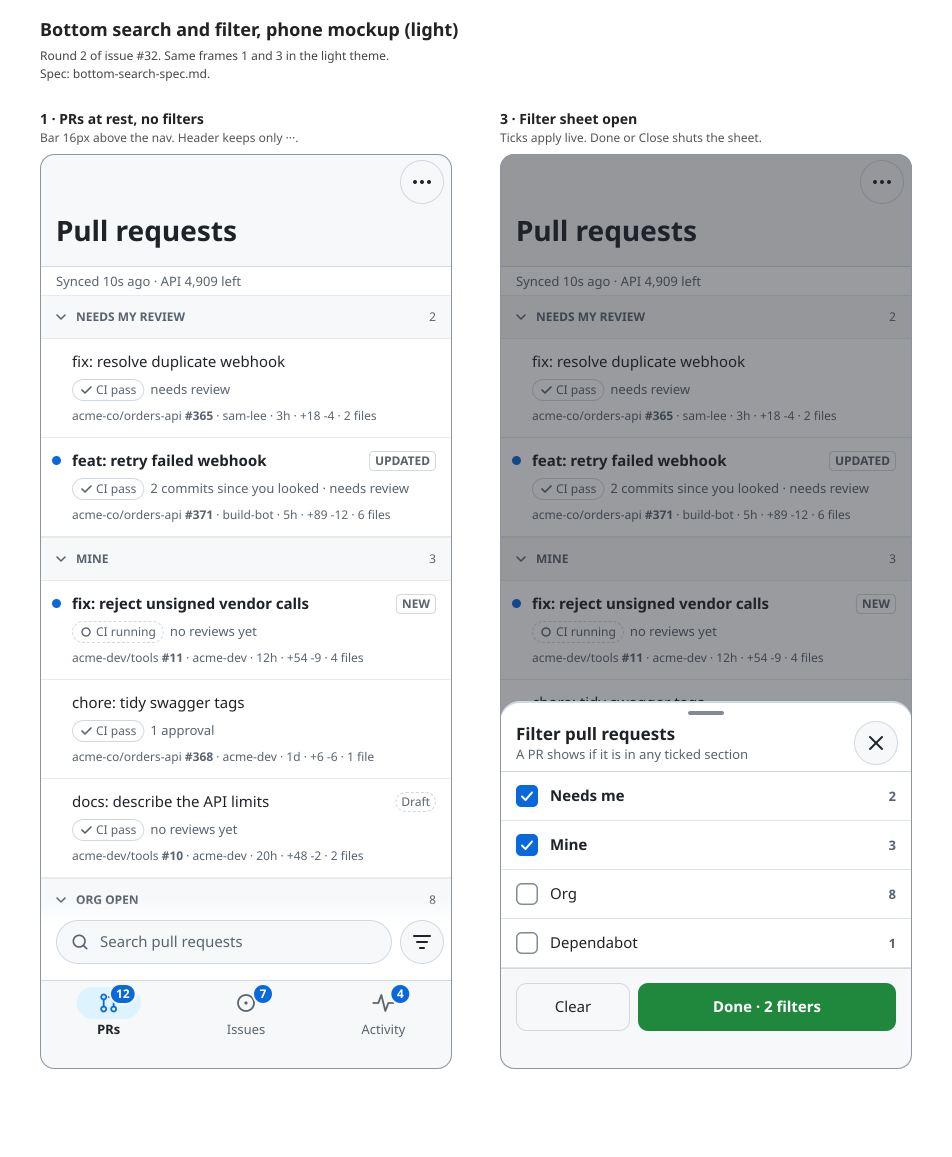 Bottom search and filter, phone mockup (light)
Round 2 of issue #32. Same frames 1 and 3 in the light theme.
Spec: bottom-search-spec.md.
1 · PRs at rest, no filters
Bar 16px above the nav. Header keeps only ···.
Pull requests
Synced 10s ago · API 4,909 left
NEEDS MY REVIEW 2
fix: resolve duplicate webhook
CI pass needs review
acme-co/orders-api #365 · sam-lee · 3h · +18 -4 · 2 files
feat: retry failed webhook UPDATED
CI pass 2 commits since you looked · needs review
acme-co/orders-api #371 · build-bot · 5h · +89 -12 · 6 files
MINE 3
fix: reject unsigned vendor calls NEW
CI running no reviews yet
acme-dev/tools #11 · acme-dev · 12h · +54 -9 · 4 files
chore: tidy swagger tags
CI pass 1 approval
acme-co/orders-api #368 · acme-dev · 1d · +6 -6 · 1 file
docs: describe the API limits Draft
CI pass no reviews yet
acme-dev/tools #10 · acme-dev · 20h · +48 -2 · 2 files
ORG OPEN 8
Search pull requests
12 7 4
PRs Issues Activity
3 · Filter sheet open
Ticks apply live. Done or Close shuts the sheet.
Pull requests
Synced 10s ago · API 4,909 left
NEEDS MY REVIEW 2
fix: resolve duplicate webhook
CI pass needs review
acme-co/orders-api #365 · sam-lee · 3h · +18 -4 · 2 files
feat: retry failed webhook UPDATED
CI pass 2 commits since you looked · needs review
acme-co/orders-api #371 · build-bot · 5h · +89 -12 · 6 files
MINE 3
fix: reject unsigned vendor calls NEW
CI running no reviews yet
acme-dev/tools #11 · acme-dev · 12h · +54 -9 · 4 files
chore: tidy swagger tags
Filter pull requests
A PR shows if it is in any ticked section
Needs me 2
Mine 3
Org 8
Dependabot 1
Clear Done · 2 filters